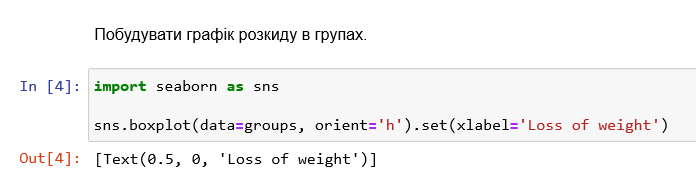 Побудувати графік розкиду в групах.
In [4]: import seaborn as sns
sns.boxplot(data=groups, orient='h').set(xlabel='Loss of weight')
Out[4]: [Text(0.5, 0, 'Loss of weight')]